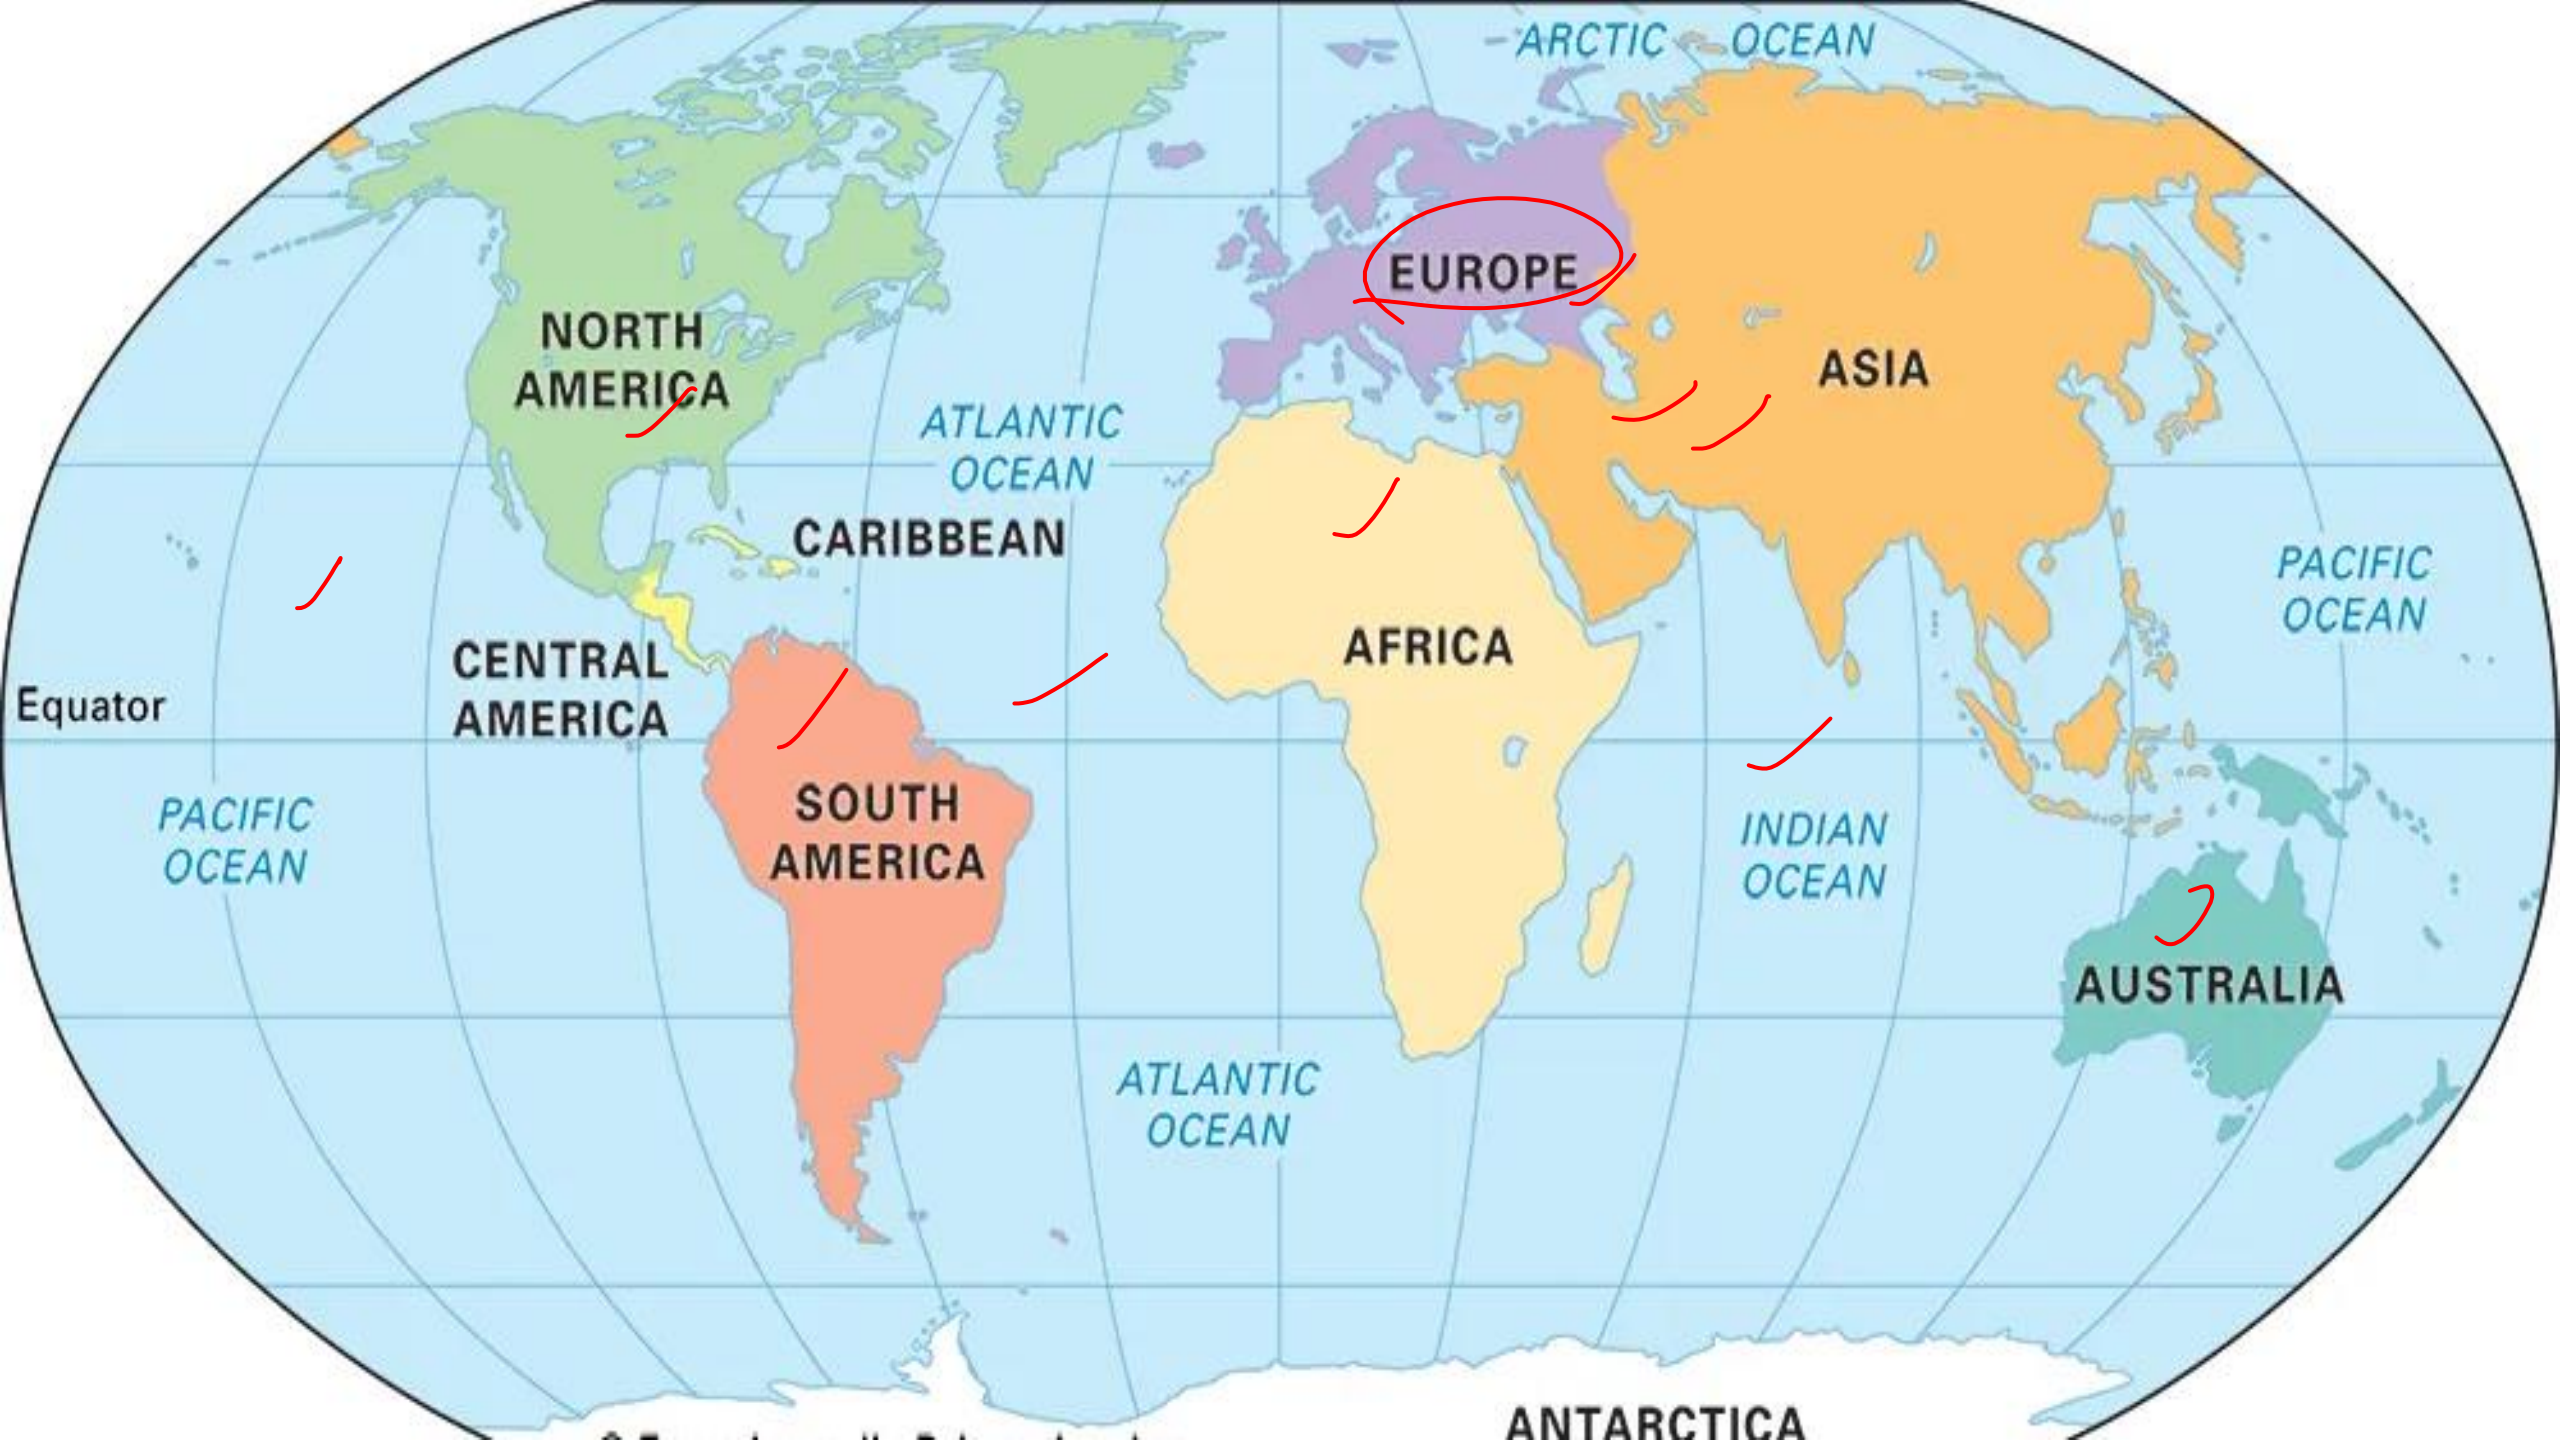 ARCTIC OCEAN
EUROPE
NORTH
AMERICA
ASIA
ATLANTIC
OCEAN
CARIBBEAN
PACIFIC
OCEAN
CENTRAL
AMERICA
AFRICA
Equator
PACIFIC
OCEAN
SOUTH
AMERICA
INDIAN
OCEAN
AUSTRALIA
ATLANTIC
OCEAN
ANTARCTICA